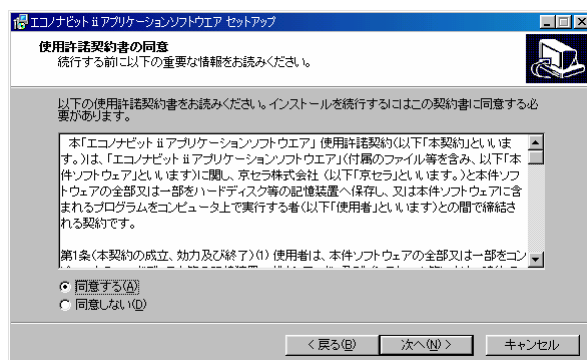 エコノナビット ii アプリケーションソフトウエア セットアップ
使用許諾契約書の同意
続行する前に以下の重要な情報をお読みください。
以下の使用許諾契約書をお読みください。インストールを続行するにはこの契約書に同意する必
要があります。
本「エコノナビット ii アプリケーションソフトウエア」 使用許諾契約(以下「本契約」といいま
す。)は、「エコノナビット ii アプリケーションソフトウエア」(付属のファイル等を含み、以下「本
件ソフトウェア」といいます)に関し、京セラ株式会社 (以下「京セラ」といいます。)と本件ソフ
トウェアの全部又は一部をハードディスク等の記憶装置へ保存し、又は本件ソフトウェアに含
まれるプログラムをコンピュータ上で実行する者(以下「使用者」といいます)との間で締結さ
れる契約です。
第1条(本契約の成立、効力及び終了)(1) 使用者は、本件ソフトウェアの全部又は一部をコン
同意する(A)
同意しない(D)
< 戻る(B)
次へ(N) >
キャンセル